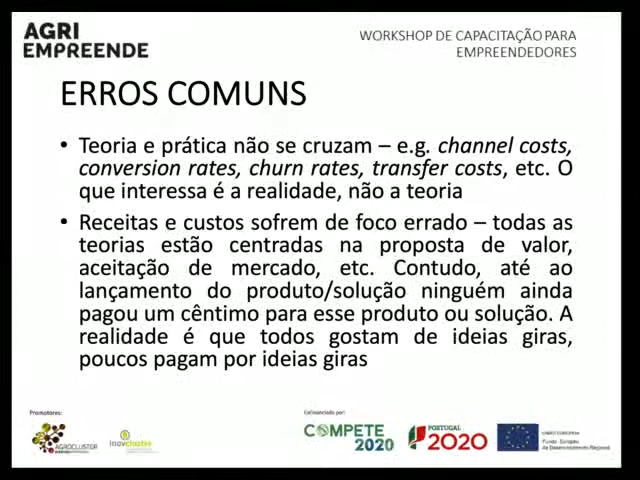 AGRI
EMPREENDE
WORKSHOP DE CAPACITAÇÃO PARA
EMPREENDEDORES
ERROS COMUNS
• Teoria e prática não se cruzam – e.g. channel costs,
conversion rates, churn rates, transfer costs, etc. O
que interessa é a realidade, não a teoria
• Receitas e custos sofrem de foco errado – todas as
teorias estão centradas na proposta de valor,
aceitação de mercado, etc. Contudo, até ao
lançamento do produto/solução ninguém ainda
pagou um cêntimo para esse produto ou solução. A
realidade é que todos gostam de ideias giras,
poucos pagam por ideias giras
Promotores:
Cofinanciado por:
AGROCLUSTER
inovcluster
COMPETE
2020
PORTUGAL
2020
UNIÃO EUROPEIA
Fundo Europeu
de Desenvolvimento Regional